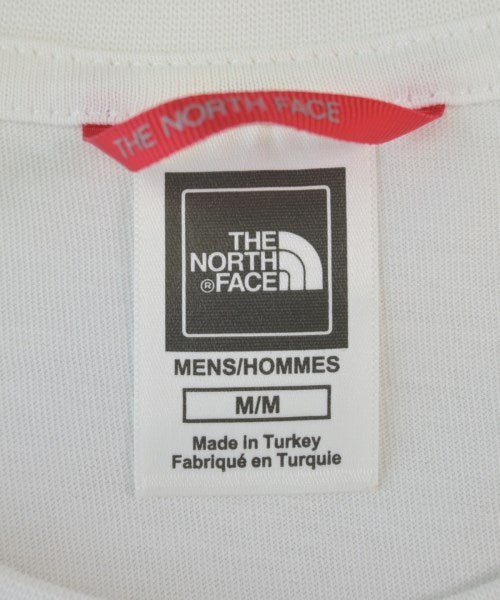 THE NORTH FACE
THE
NORTH
®FACE
MENS/HOMMES
M/M
Made in Turkey
Fabriqué en Turquie